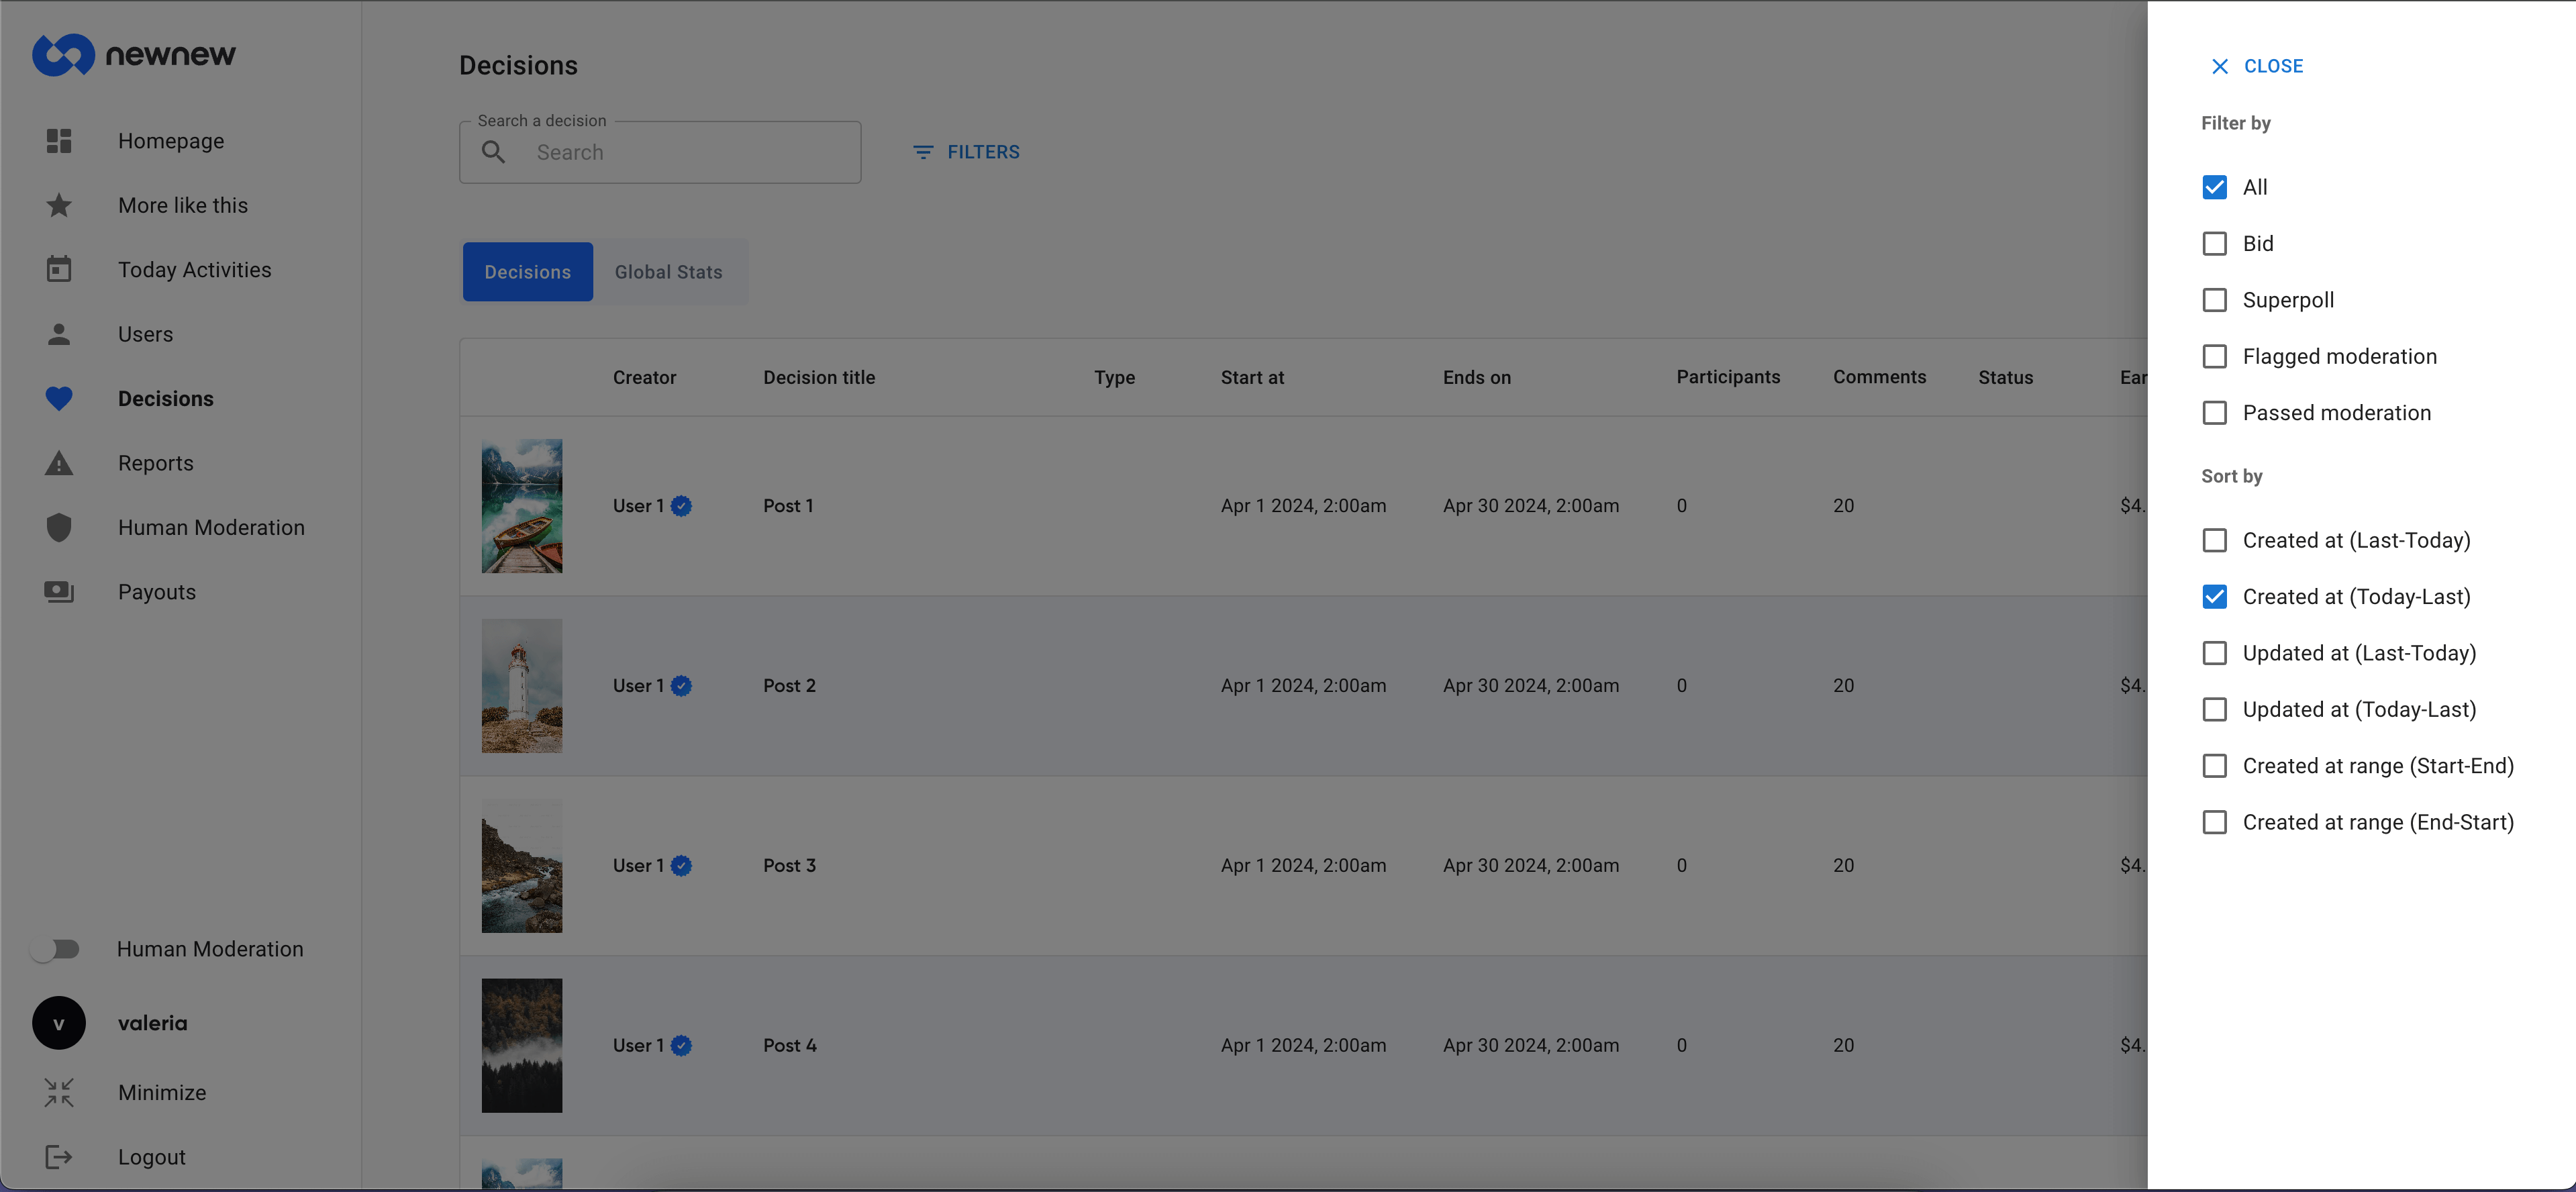 newnew
Homepage
More like this
Today Activities
Users
Decisions
Reports
Human Moderation
Payouts
Human Moderation
v
valeria
Minimize
Logout
Decisions
Search a decision
Search
FILTERS
Decisions Global Stats
Creator Decision title Type Start at Ends on Participants Comments Status Ear
User 1 Post 1 Apr 1 2024, 2:00am Apr 30 2024, 2:00am 0 20 $4.
User 1 Post 2 Apr 1 2024, 2:00am Apr 30 2024, 2:00am 0 20 $4.
User 1 Post 3 Apr 1 2024, 2:00am Apr 30 2024, 2:00am 0 20 $4.
User 1 Post 4 Apr 1 2024, 2:00am Apr 30 2024, 2:00am 0 20 $4.
CLOSE
Filter by
All
Bid
Superpoll
Flagged moderation
Passed moderation
Sort by
Created at (Last-Today)
Created at (Today-Last)
Updated at (Last-Today)
Updated at (Today-Last)
Created at range (Start-End)
Created at range (End-Start)